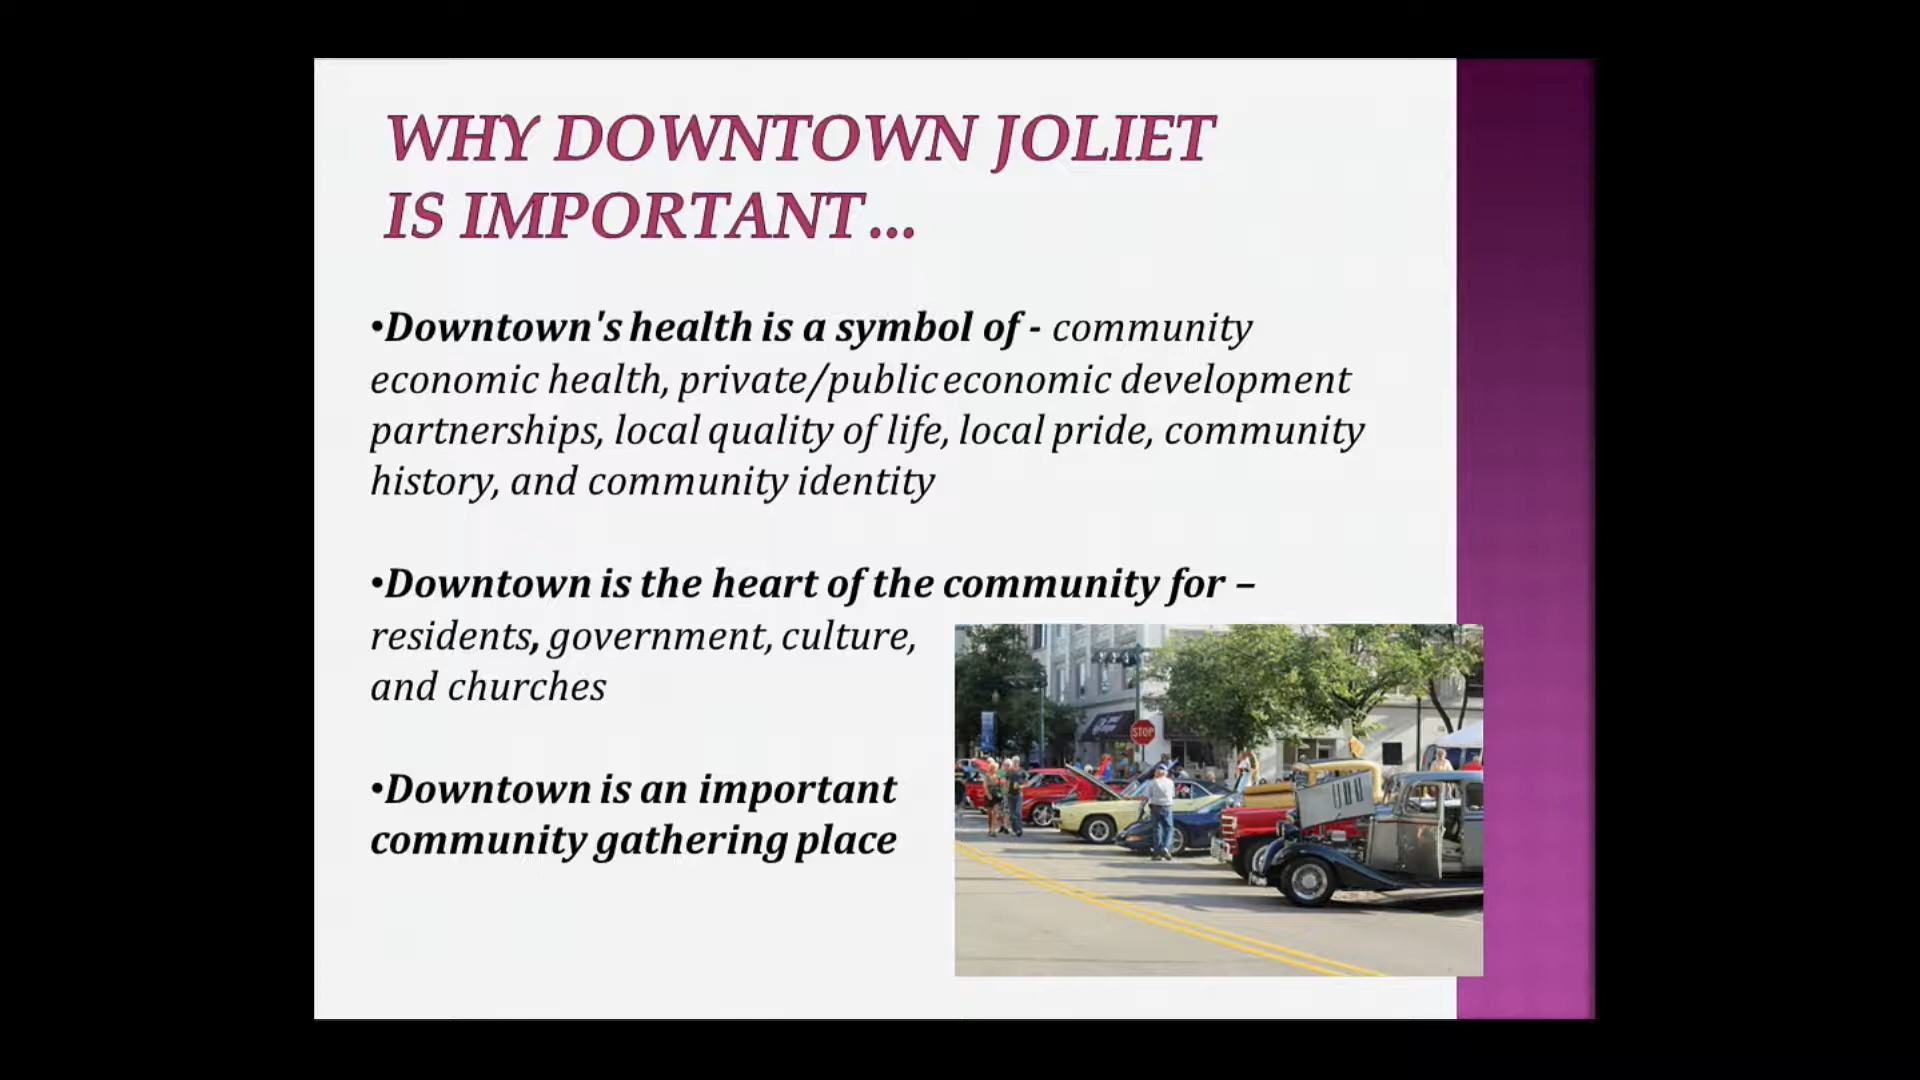 WHY DOWNTOWN JOLIET
IS IMPORTANT...
•Downtown's health is a symbol of - community
economic health, private/public economic development
partnerships, local quality of life, local pride, community
history, and community identity
•Downtown is the heart of the community for –
residents, government, culture,
and churches
•Downtown is an important
community gathering place
STOP